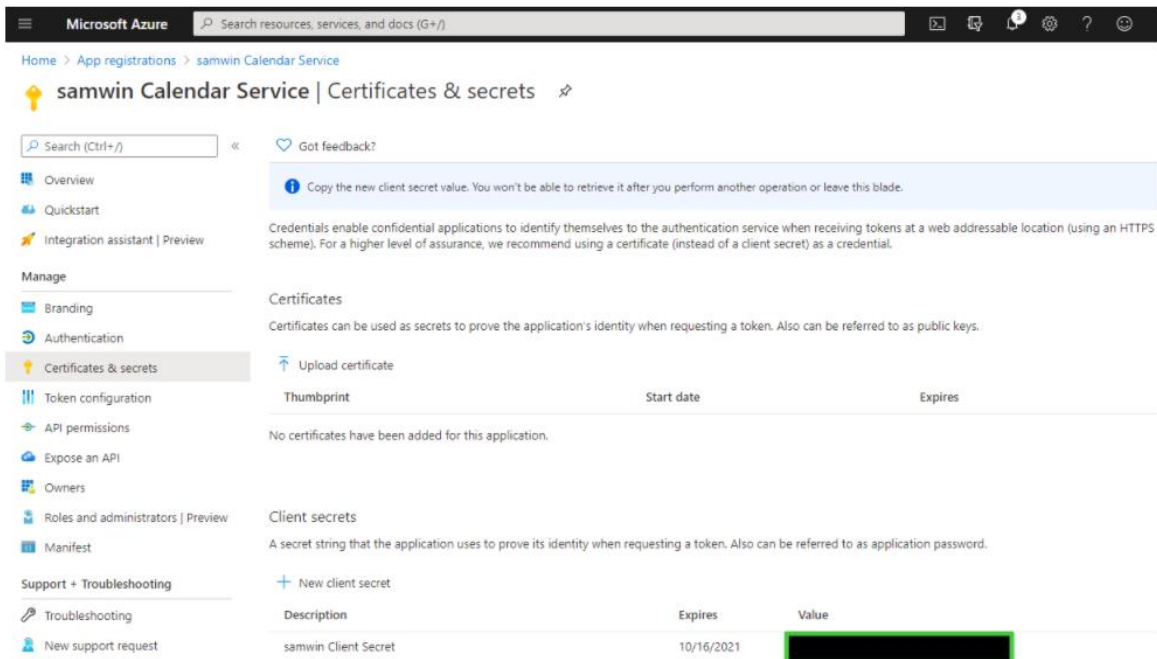 Microsoft Azure
Search resources, services, and docs (G+/)
3
Home > App registrations > samwin Calendar Service
samwin Calendar Service | Certificates & secrets
Search (Ctrl+/)
«
Got feedback?
Overview
Quickstart
Integration assistant | Preview
Manage
Branding
Authentication
Certificates & secrets
Token configuration
API permissions
Expose an API
Owners
Roles and administrators | Preview
Manifest
Support + Troubleshooting
Troubleshooting
New support request
Copy the new client secret value. You won't be able to retrieve it after you perform another operation or leave this blade.
Credentials enable confidential applications to identify themselves to the authentication service when receiving tokens at a web addressable location (using an HTTPS
scheme). For a higher level of assurance, we recommend using a certificate (instead of a client secret) as a credential.
Certificates
Certificates can be used as secrets to prove the application's identity when requesting a token. Also can be referred to as public keys.
Upload certificate
Thumbprint Start date Expires
No certificates have been added for this application.
Client secrets
A secret string that the application uses to prove its identity when requesting a token. Also can be referred to as application password.
New client secret
Description Expires Value
samwin Client Secret 10/16/2021